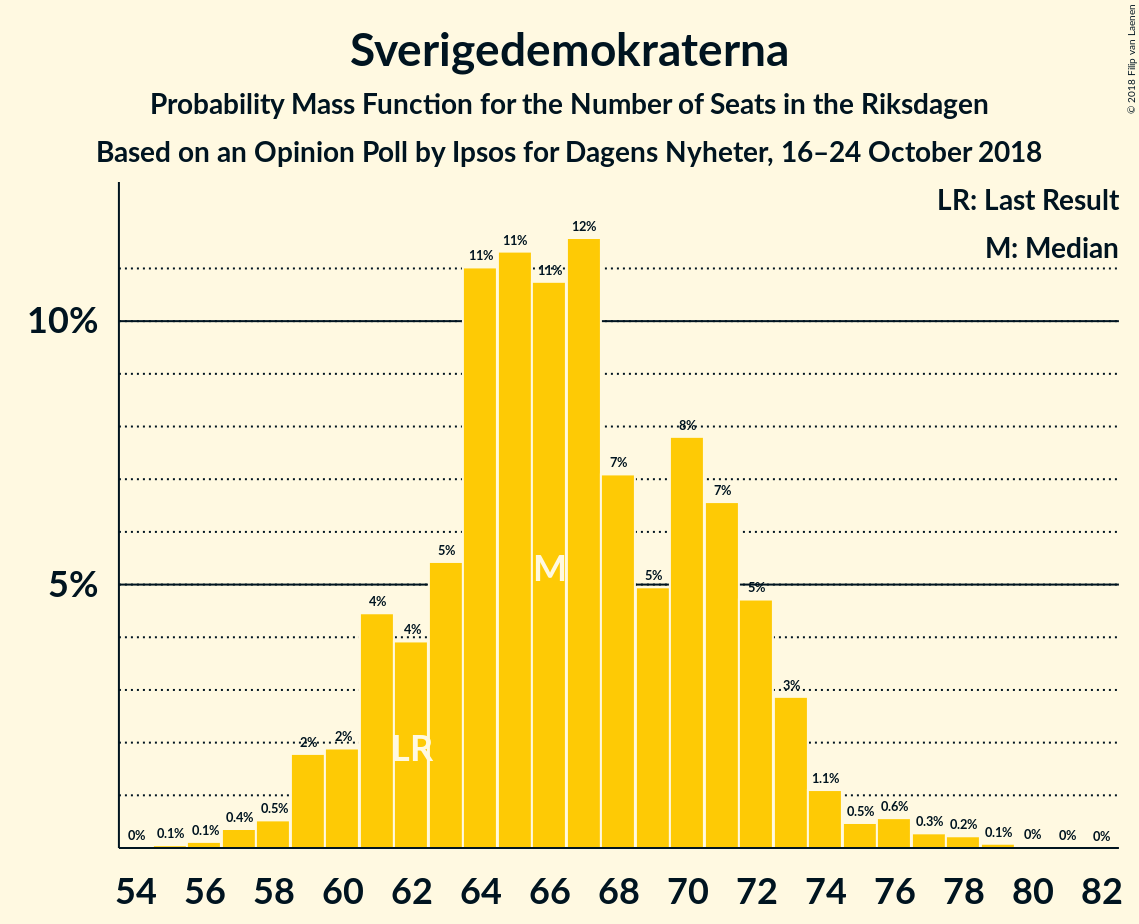 Sverigedemokraterna
Probability Mass Function for the Number of Seats in the Riksdagen
Based on an Opinion Poll by Ipsos for Dagens Nyheter, 16–24 October 2018
© 2018 Filip van Laenen
LR: Last Result
M: Median
10%
5%
0% 0.1% 0.1% 0.4% 0.5% 2% 2% 4% 4% 5% 11% 11% 11% 12% 7% 5% 8% 7% 5% 3% 1.1% 0.5% 0.6% 0.3% 0.2% 0.1% 0% 0% 0%
M
LR
54 56 58 60 62 64 66 68 70 72 74 76 78 80 82